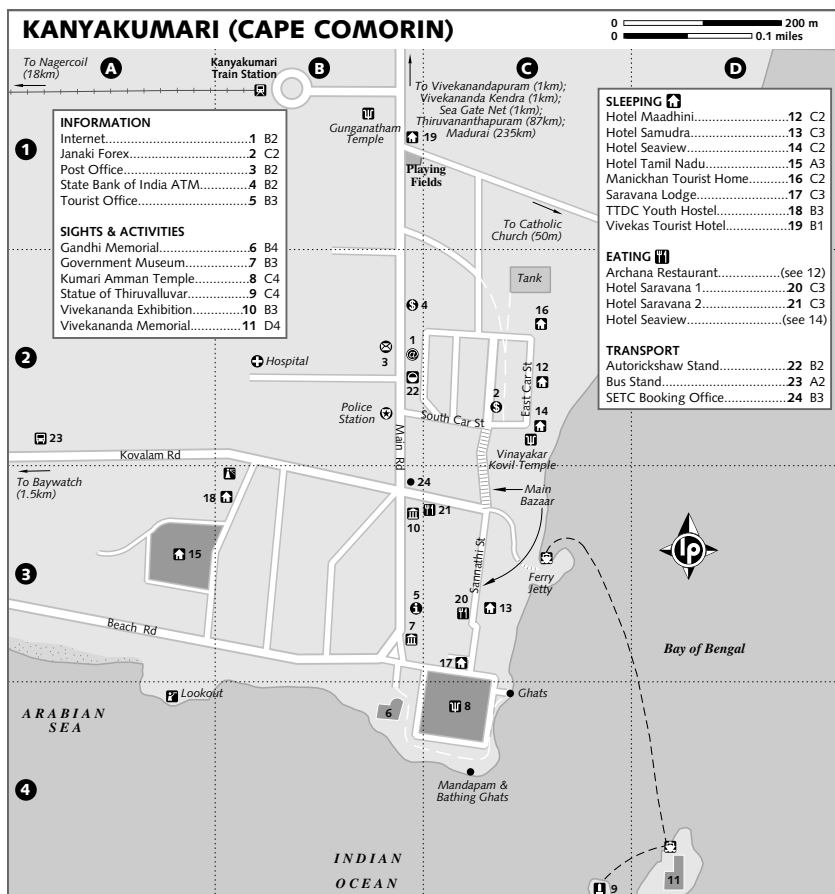 KANYAKUMARI (CAPE COMORIN)
0 200 m
0 0.1 miles
A
B
C
D
1
2
3
4
To Nagercoil
(18km)
Kanyakumari
Train Station
To Vivekanandapuram (1km);
Vivekananda Kendra (1km);
Sea Gate Net (1km);
Thiruvananthapuram (87km);
Madurai (235km)
Gunganatham
Temple
19
Playing
Fields
To Catholic
Church (50m)
INFORMATION
Internet..................................1 B2
Janaki Forex............................2 C2
Post Office..............................3 B2
State Bank of India ATM.........4 B2
Tourist Office..........................5 B3
SIGHTS & ACTIVITIES
Gandhi Memorial....................6 B4
Government Museum..............7 B3
Kumari Amman Temple..........8 C4
Statue of Thiruvalluvar............9 C4
Vivekananda Exhibition.........10 B3
Vivekananda Memorial..........11 D4
SLEEPING
Hotel Maadhini......................12 C2
Hotel Samudra.......................13 C3
Hotel Seaview........................14 C2
Hotel Tamil Nadu...................15 A3
Manickhan Tourist Home.......16 C2
Saravana Lodge......................17 C3
TTDC Youth Hostel................18 B3
Vivekas Tourist Hotel..............19 B1
EATING
Archana Restaurant...............(see 12)
Hotel Saravana 1....................20 C3
Hotel Saravana 2....................21 C3
Hotel Seaview.......................(see 14)
TRANSPORT
Autorickshaw Stand................22 B2
Bus Stand...............................23 A2
SETC Booking Office..............24 B3
Tank
4
16
1
3
Hospital
12
22
2
East Car St
Police
Station
South Car St
14
23
Main Rd
Vinayakar
Kovil Temple
Kovalam Rd
To Baywatch
(1.5km)
24
Main
Bazaar
18
21
10
15
Sannathi St
Ferry
Jetty
lp
5
20
13
Beach Rd
7
Bay of Bengal
17
Lookout
Ghats
ARABIAN
SEA
6
8
Mandapam &
Bathing Ghats
INDIAN
OCEAN
9
11